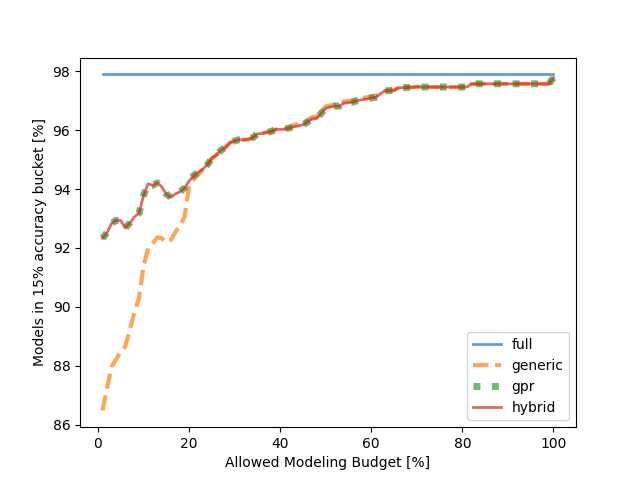 98
96
94
92
90
88
86
0 20 40 60 80 100
Models in 15% accuracy bucket [%]
Allowed Modeling Budget [%]
full
generic
gpr
hybrid